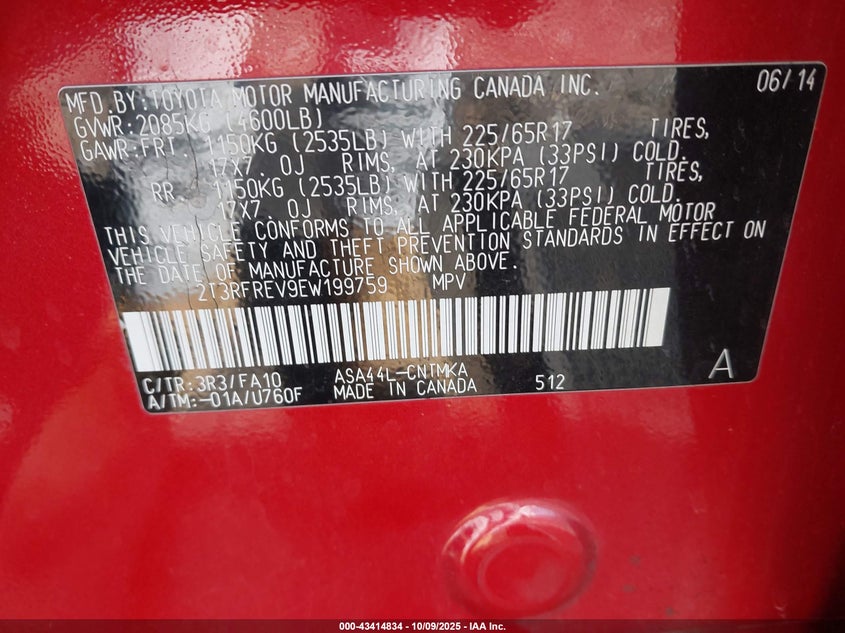 MFD.BY:TOYOTA MOTOR MANUFACTURING CANADA INC. 06/14
GVWR:2085KG (4600LB)
GAWR:FRT. 1150KG (2535LB) WITH 225/65R17 TIRES,
17X7.0J RIMS, AT 230KPA (33PSI) COLD.
RR. 1150KG (2535LB) WITH 225/65R17 TIRES,
17X7.0J RIMS, AT 230KPA (33PSI) COLD.
THIS VEHICLE CONFORMS TO ALL APPLICABLE FEDERAL MOTOR
VEHICLE SAFETY AND THEFT PREVENTION STANDARDS IN EFFECT ON
THE DATE OF MANUFACTURE SHOWN ABOVE.
2T3RFREV9EW199759 MPV
C/TR:3R3/FA10 ASA44L-CNTMKA
A/TM:-01A/U760F MADE IN CANADA 512 A
000-43414834 - 10/09/2025 - IAA Inc.